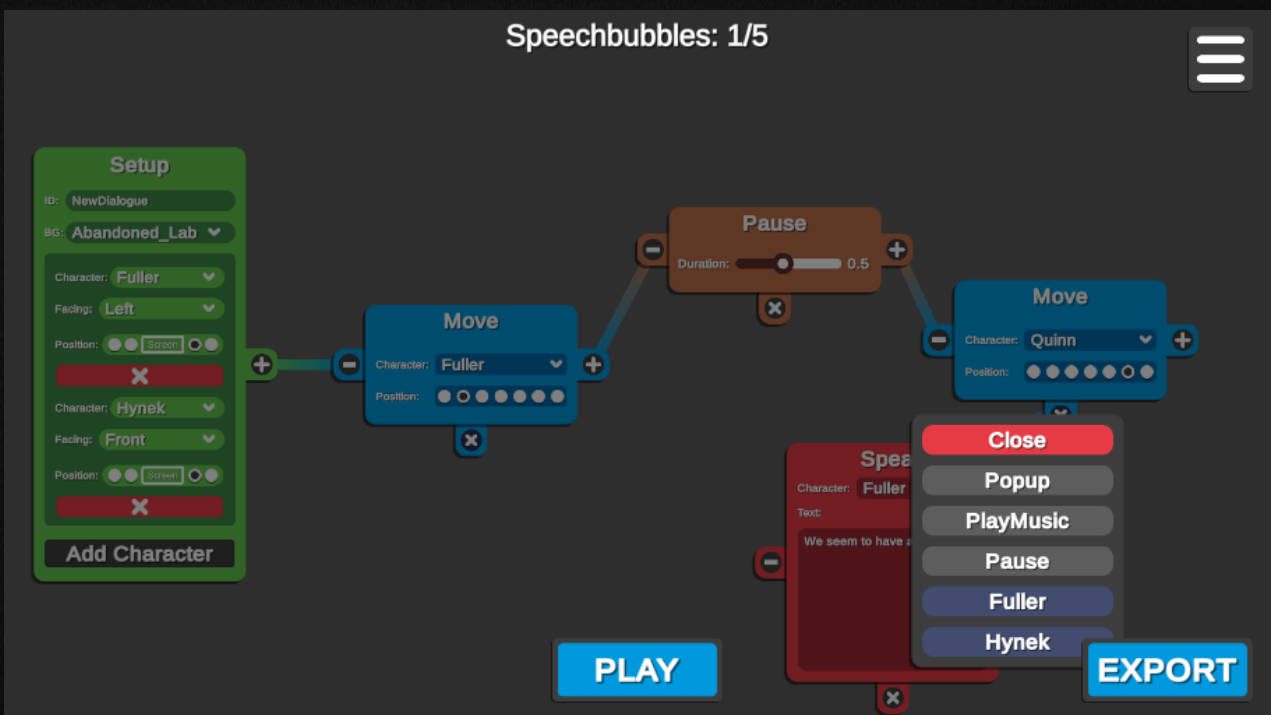 Speechbubbles: 1/5
Setup
ID: NewDialogue
BG: Abandoned_Lab
Character: Fuller
Facing: Left
Position: Screen
Character: Hynek
Facing: Front
Position: Screen
Add Character
Move
Character: Fuller
Position:
Pause
Duration: 0.5
Move
Character: Quinn
Position:
Spea
Character: Fuller
Text:
We seem to have a
Close
Popup
PlayMusic
Pause
Fuller
Hynek
PLAY
EXPORT